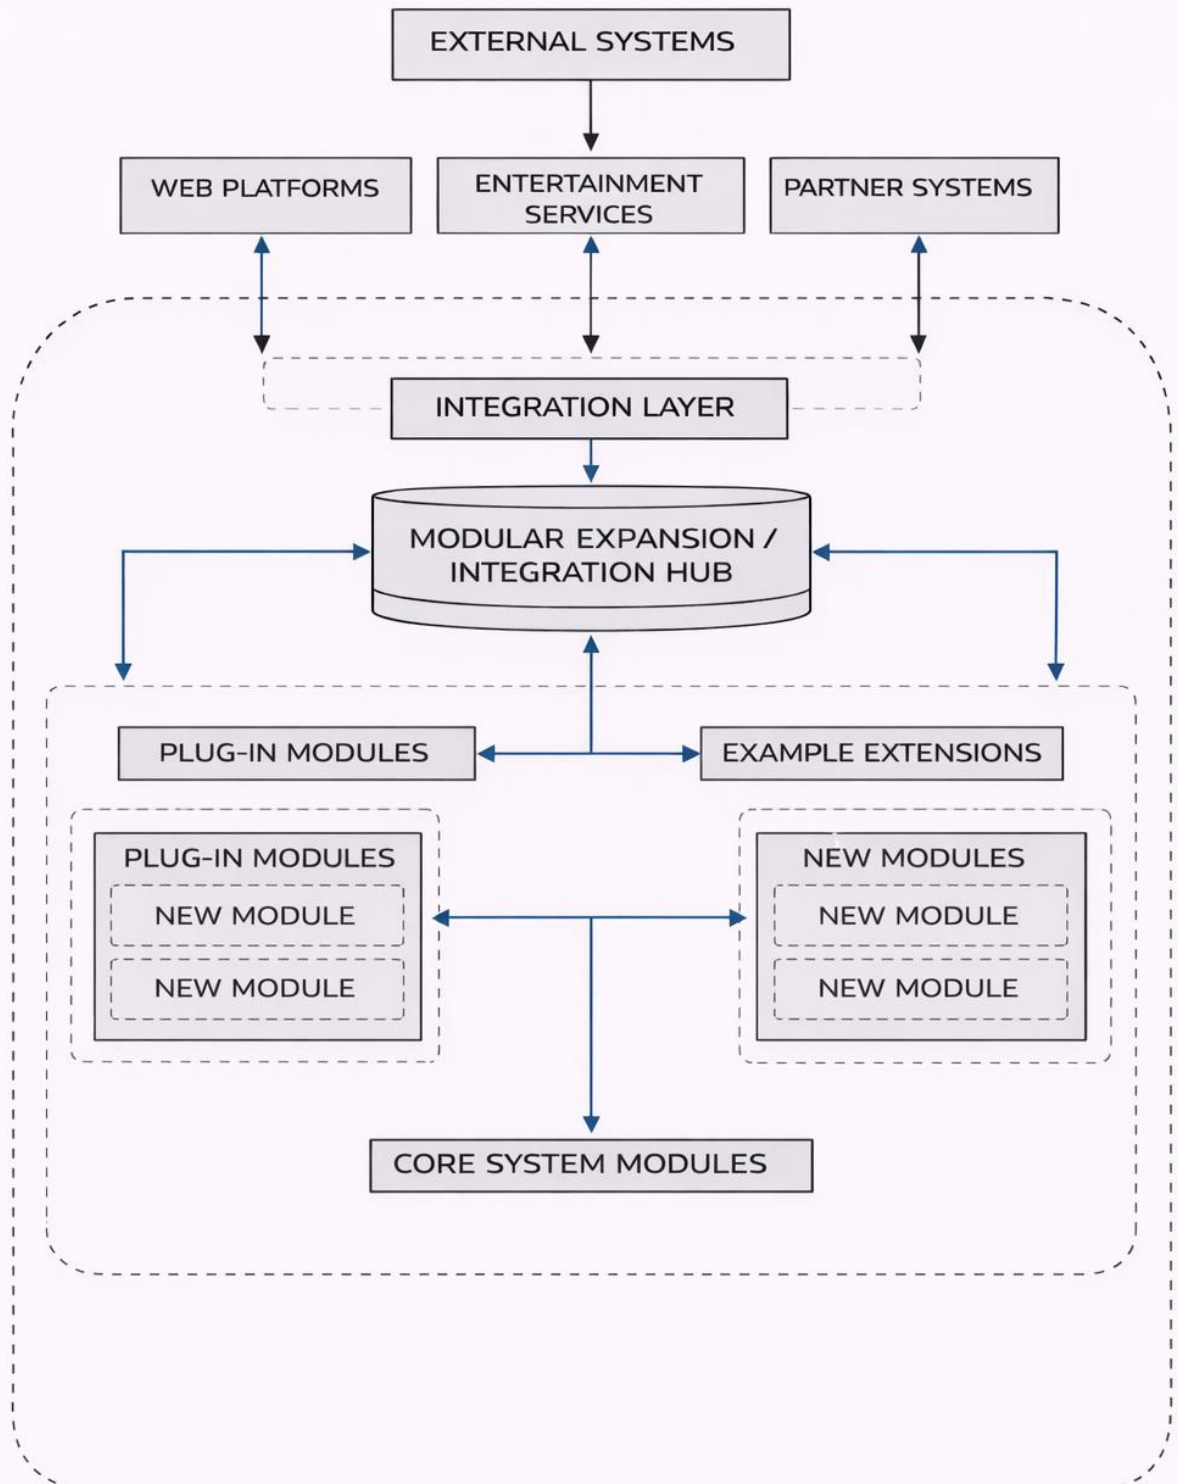 EXTERNAL SYSTEMS
WEB PLATFORMS
ENTERTAINMENT
SERVICES
PARTNER SYSTEMS
INTEGRATION LAYER
MODULAR EXPANSION /
INTEGRATION HUB
PLUG-IN MODULES
EXAMPLE EXTENSIONS
PLUG-IN MODULES
NEW MODULE
NEW MODULE
NEW MODULES
NEW MODULE
NEW MODULE
CORE SYSTEM MODULES